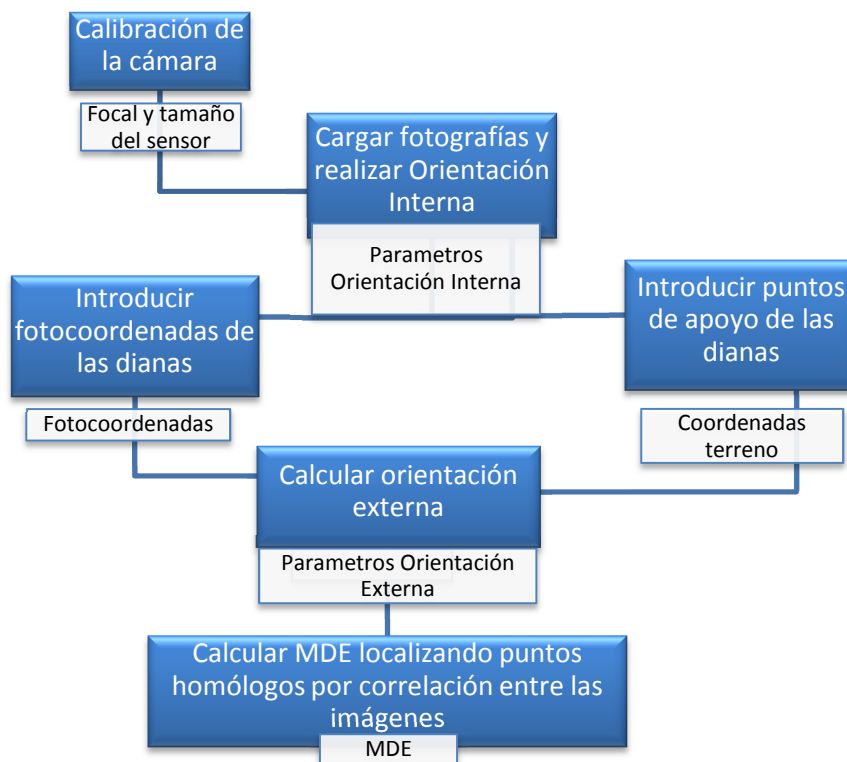 Calibración de
la cámara
Focal y tamaño
del sensor
Cargar fotografías y
realizar Orientación
Interna
Parametros
Orientación Interna
Introducir
fotocoordenadas de
las dianas
Fotocoordenadas
Introducir puntos
de apoyo de las
dianas
Coordenadas
terreno
Calcular orientación
externa
Parametros Orientación
Externa
Calcular MDE localizando puntos
homólogos por correlación entre las
imágenes
MDE